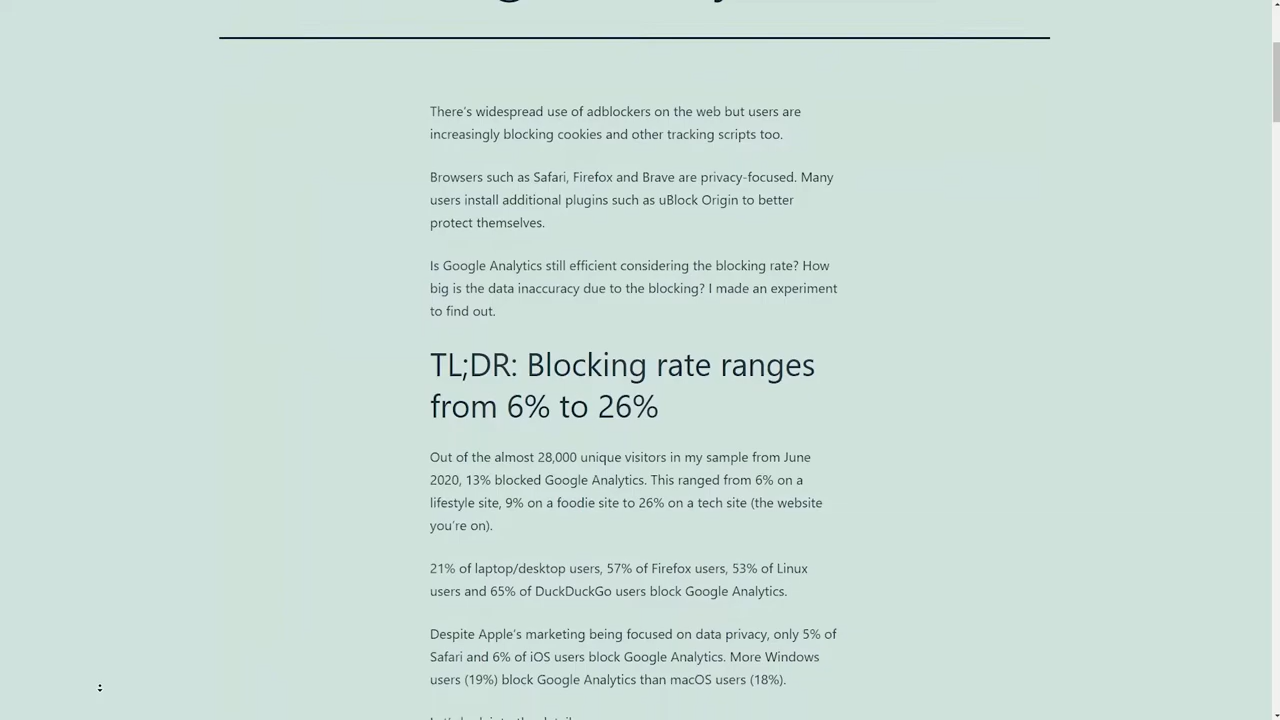 There's widespread use of adblockers on the web but users are
increasingly blocking cookies and other tracking scripts too.
Browsers such as Safari, Firefox and Brave are privacy-focused. Many
users install additional plugins such as uBlock Origin to better
protect themselves.
Is Google Analytics still efficient considering the blocking rate? How
big is the data inaccuracy due to the blocking? I made an experiment
to find out.
TL;DR: Blocking rate ranges
from 6% to 26%
Out of the almost 28,000 unique visitors in my sample from June
2020, 13% blocked Google Analytics. This ranged from 6% on a
lifestyle site, 9% on a foodie site to 26% on a tech site (the website
you're on).
21% of laptop/desktop users, 57% of Firefox users, 53% of Linux
users and 65% of DuckDuckGo users block Google Analytics.
Despite Apple's marketing being focused on data privacy, only 5% of
Safari and 6% of iOS users block Google Analytics. More Windows
users (19%) block Google Analytics than macOS users (18%).